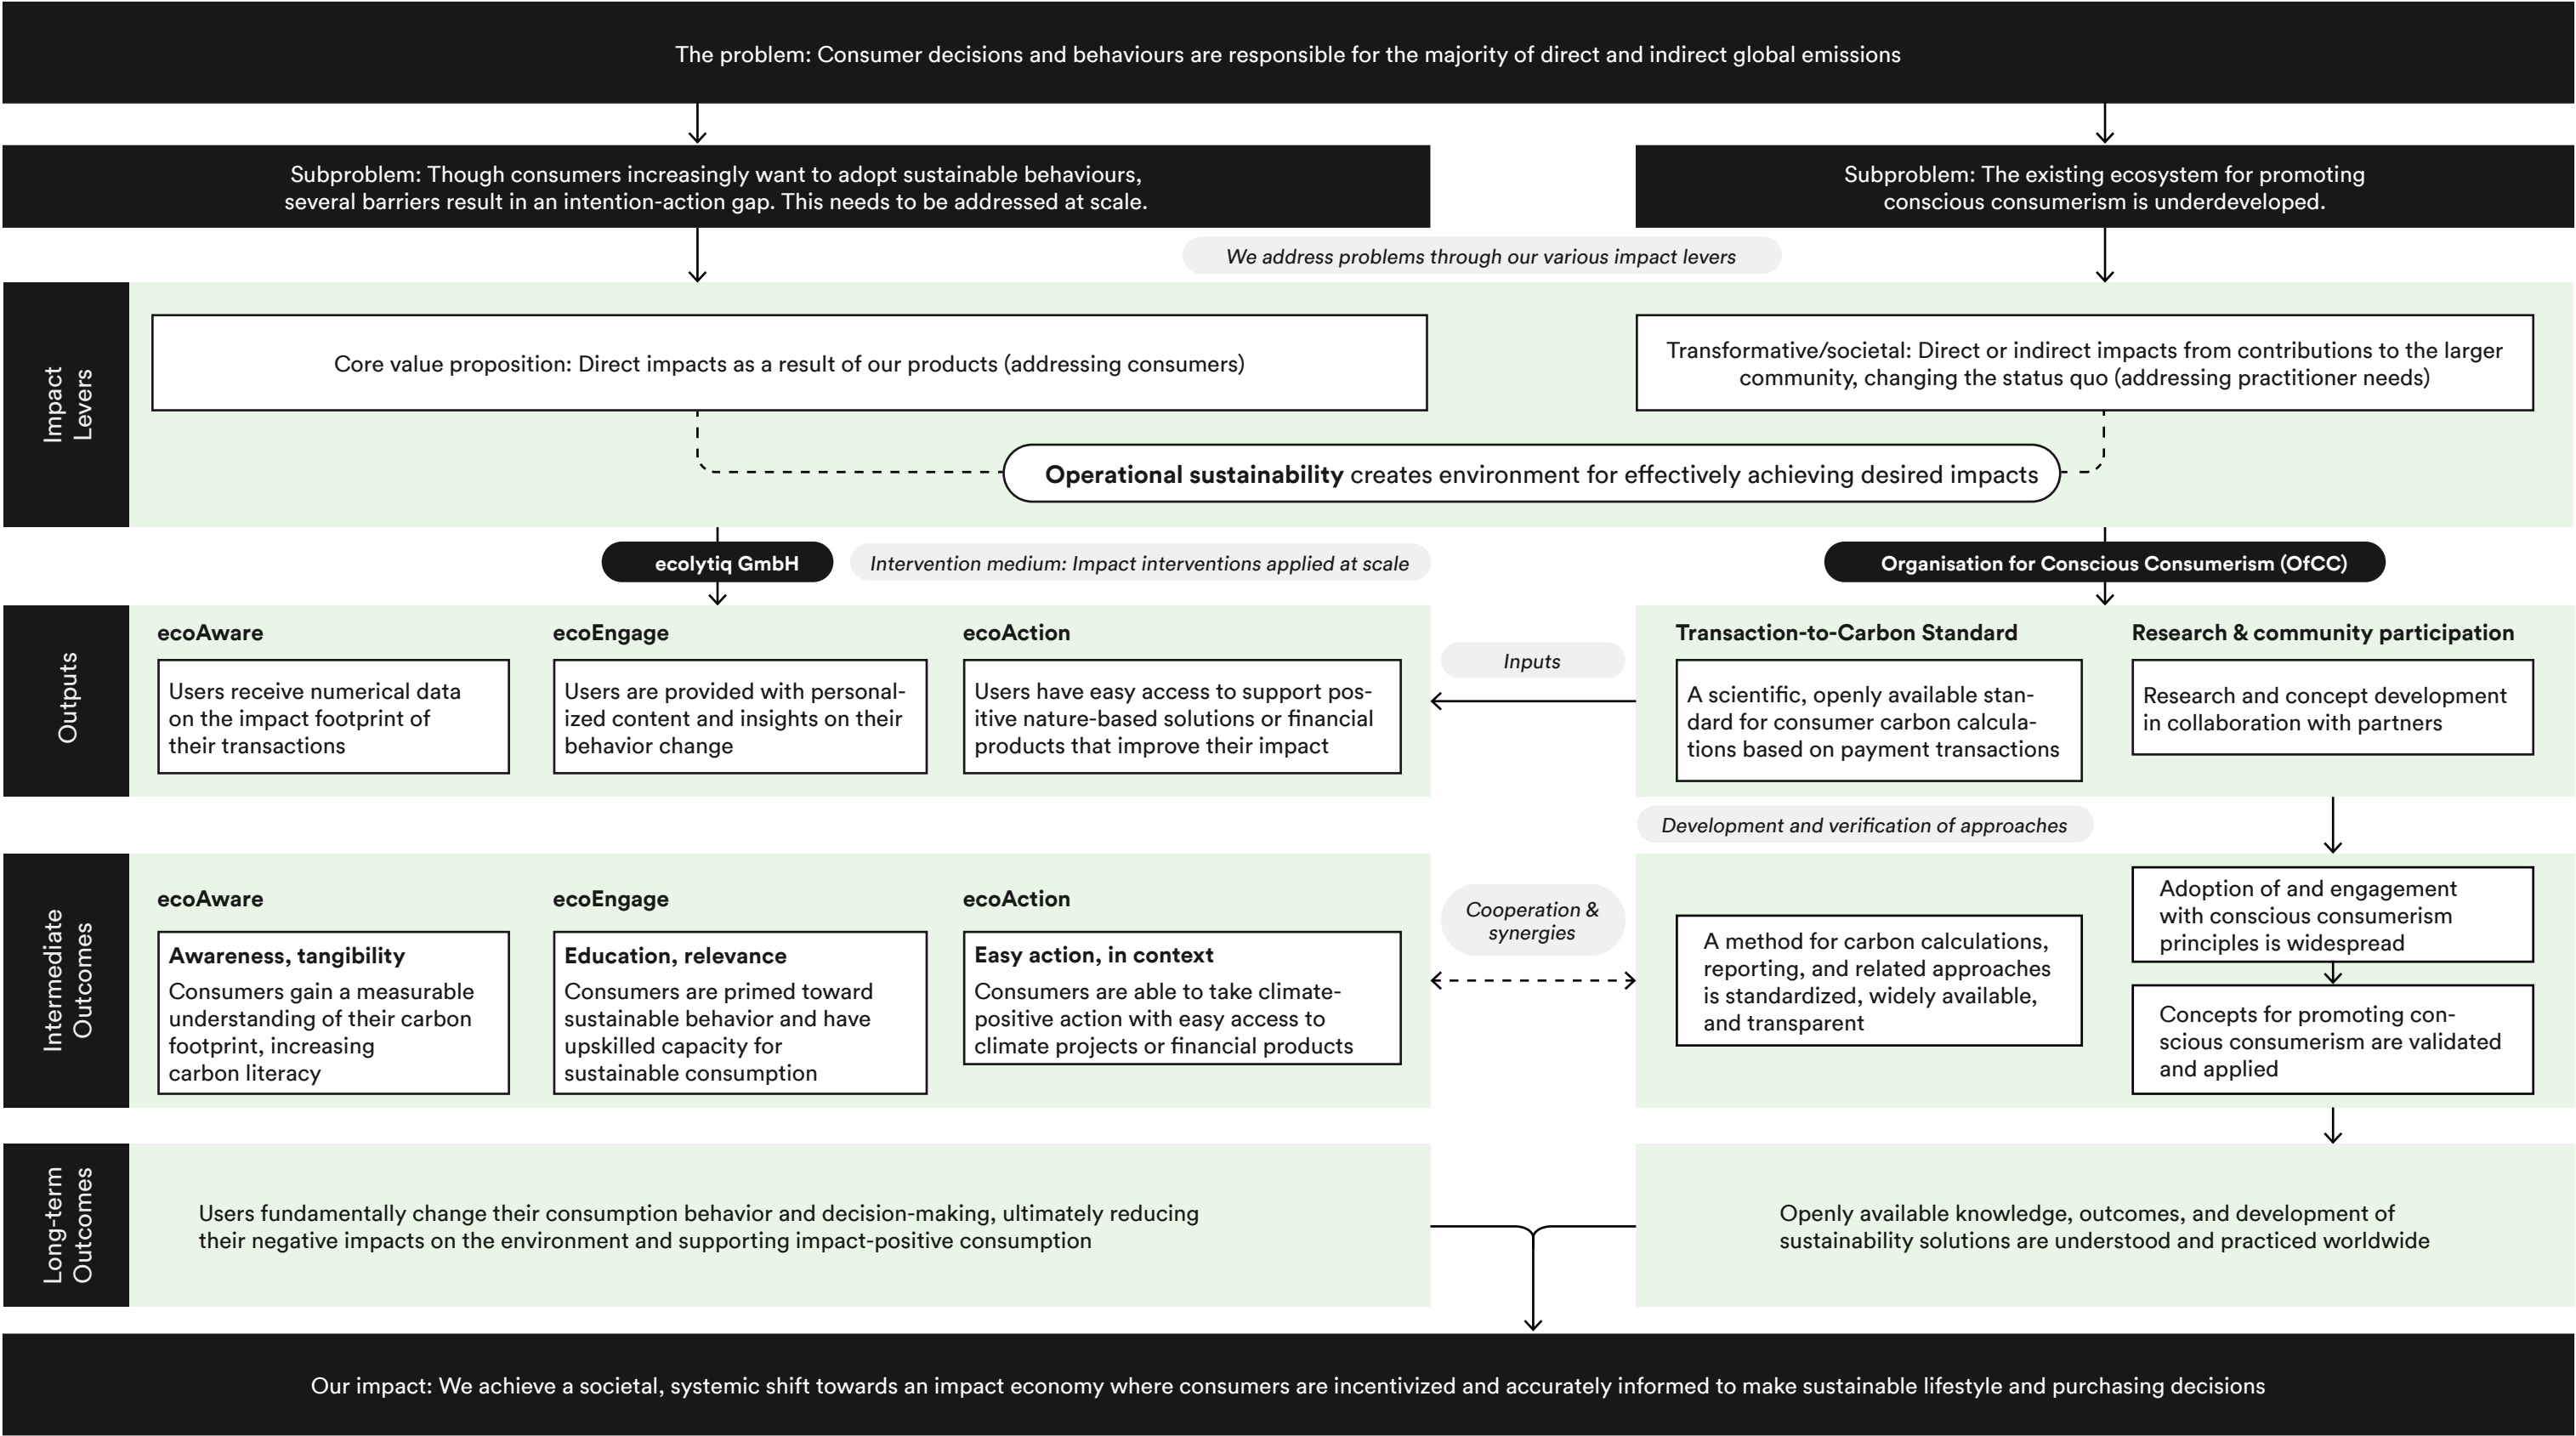 The problem: Consumer decisions and behaviours are responsible for the majority of direct and indirect global emissions
Subproblem: Though consumers increasingly want to adopt sustainable behaviours,
several barriers result in an intention-action gap. This needs to be addressed at scale.
Subproblem: The existing ecosystem for promoting
conscious consumerism is underdeveloped.
We address problems through our various impact levers
Impact
Levers
Core value proposition: Direct impacts as a result of our products (addressing consumers)
Transformative/societal: Direct or indirect impacts from contributions to the larger
community, changing the status quo (addressing practitioner needs)
Operational sustainability creates environment for effectively achieving desired impacts
ecolytiq GmbH
Intervention medium: Impact interventions applied at scale
Organisation for Conscious Consumerism (OfCC)
Outputs
ecoAware
Users receive numerical data
on the impact footprint of
their transactions
ecoEngage
Users are provided with personal-
ized content and insights on their
behavior change
ecoAction
Users have easy access to support pos-
itive nature-based solutions or financial
products that improve their impact
Inputs
Transaction-to-Carbon Standard
A scientific, openly available stan-
dard for consumer carbon calcula-
tions based on payment transactions
Research & community participation
Research and concept development
in collaboration with partners
Development and verification of approaches
Intermediate
Outcomes
ecoAware
Awareness, tangibility
Consumers gain a measurable
understanding of their carbon
footprint, increasing
carbon literacy
ecoEngage
Education, relevance
Consumers are primed toward
sustainable behavior and have
upskilled capacity for
sustainable consumption
ecoAction
Easy action, in context
Consumers are able to take climate-
positive action with easy access to
climate projects or financial products
Cooperation &
synergies
A method for carbon calculations,
reporting, and related approaches
is standardized, widely available,
and transparent
Adoption of and engagement
with conscious consumerism
principles is widespread
Concepts for promoting con-
scious consumerism are validated
and applied
Long-term
Outcomes
Users fundamentally change their consumption behavior and decision-making, ultimately reducing
their negative impacts on the environment and supporting impact-positive consumption
Openly available knowledge, outcomes, and development of
sustainability solutions are understood and practiced worldwide
Our impact: We achieve a societal, systemic shift towards an impact economy where consumers are incentivized and accurately informed to make sustainable lifestyle and purchasing decisions